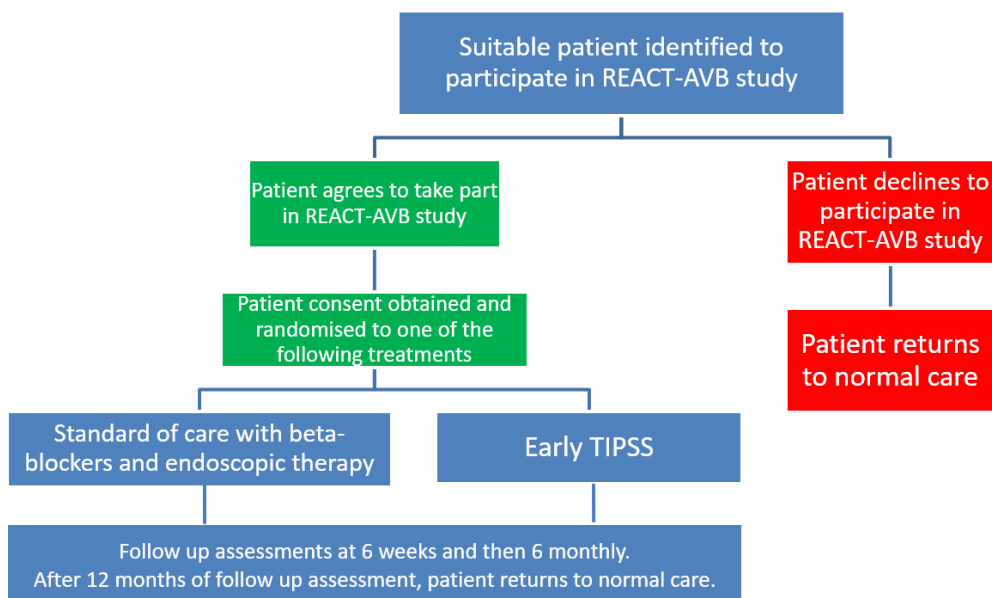 Suitable patient identified to
participate in REACT-AVB study
Patient agrees to take part
in REACT-AVB study
Patient declines to
participate in
REACT-AVB study
Patient consent obtained and
randomised to one of the
following treatments
Patient returns
to normal care
Standard of care with beta-
blockers and endoscopic therapy
Early TIPSS
Follow up assessments at 6 weeks and then 6 monthly.
After 12 months of follow up assessment, patient returns to normal care.